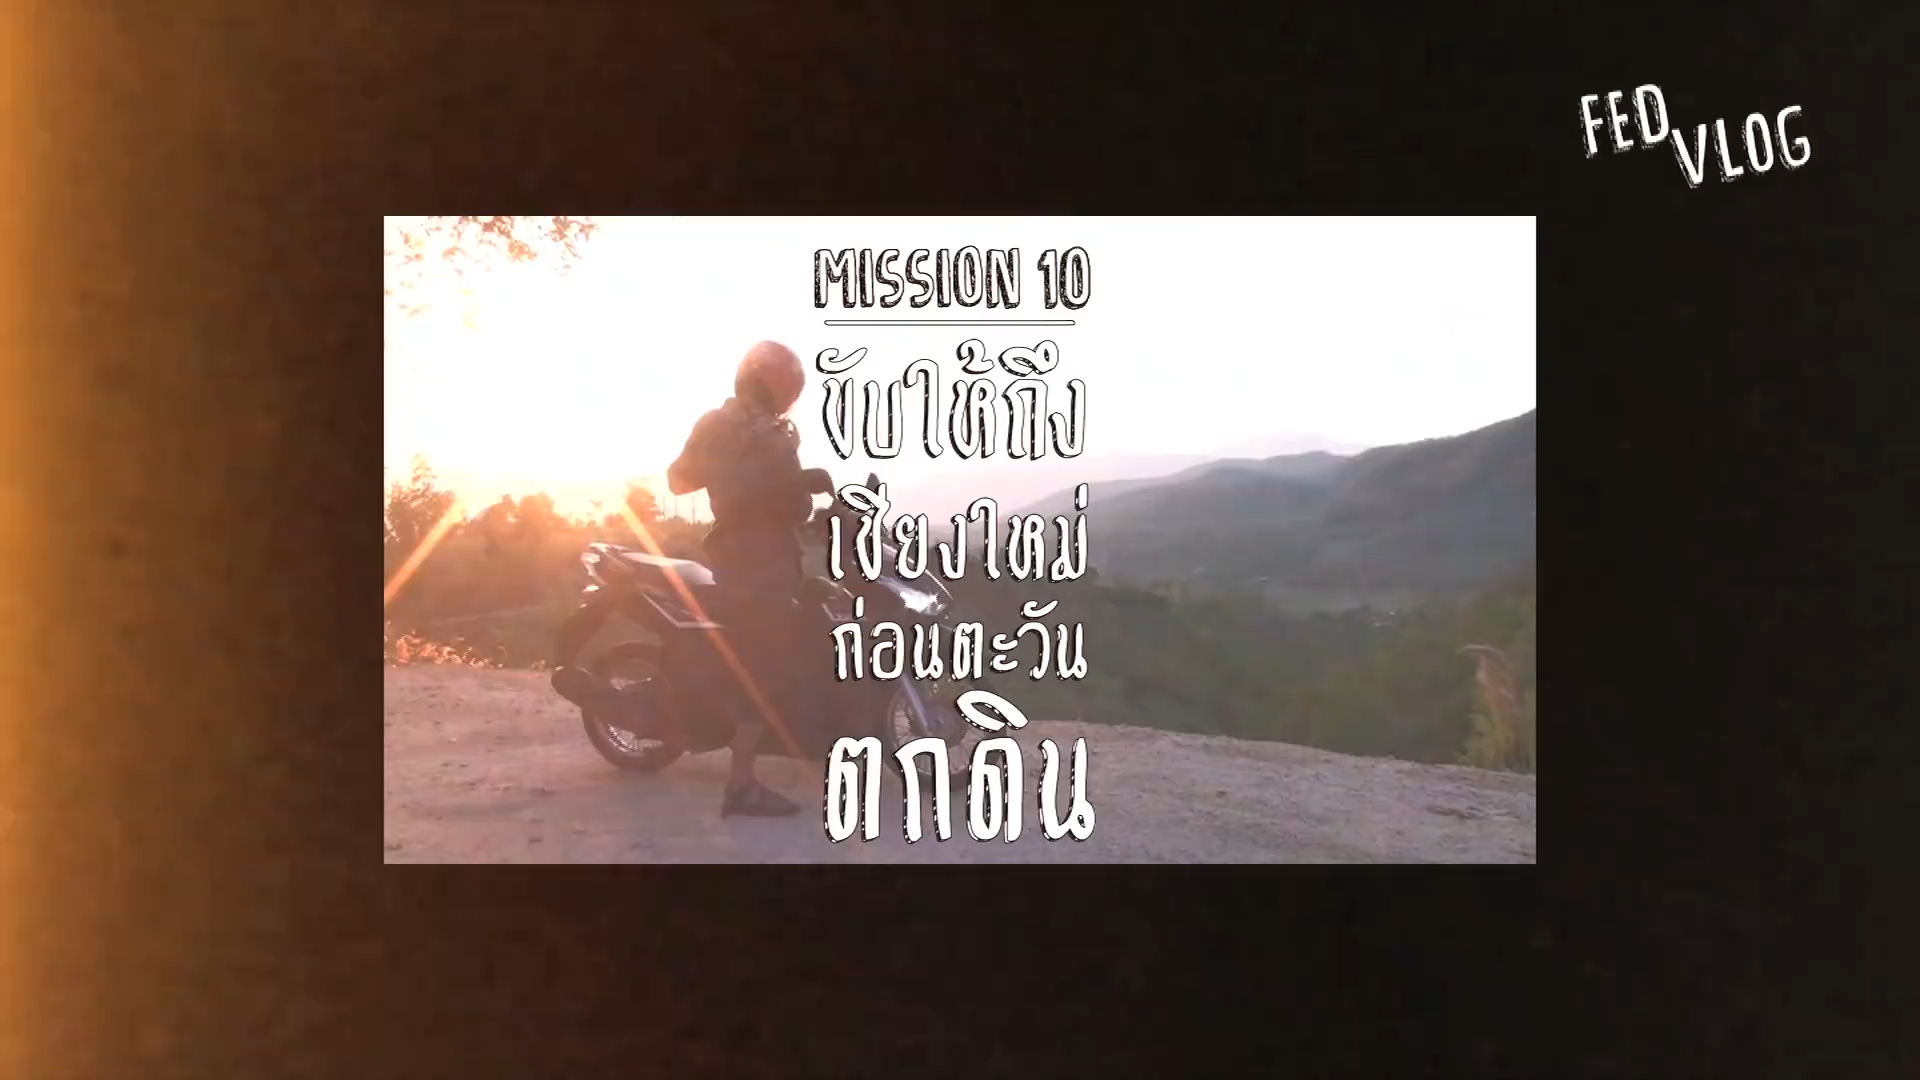 FED
VLOG
MISSION 10
ขับให้ถึง
เชียงใหม่
ก่อนตะวัน
ตกดิน